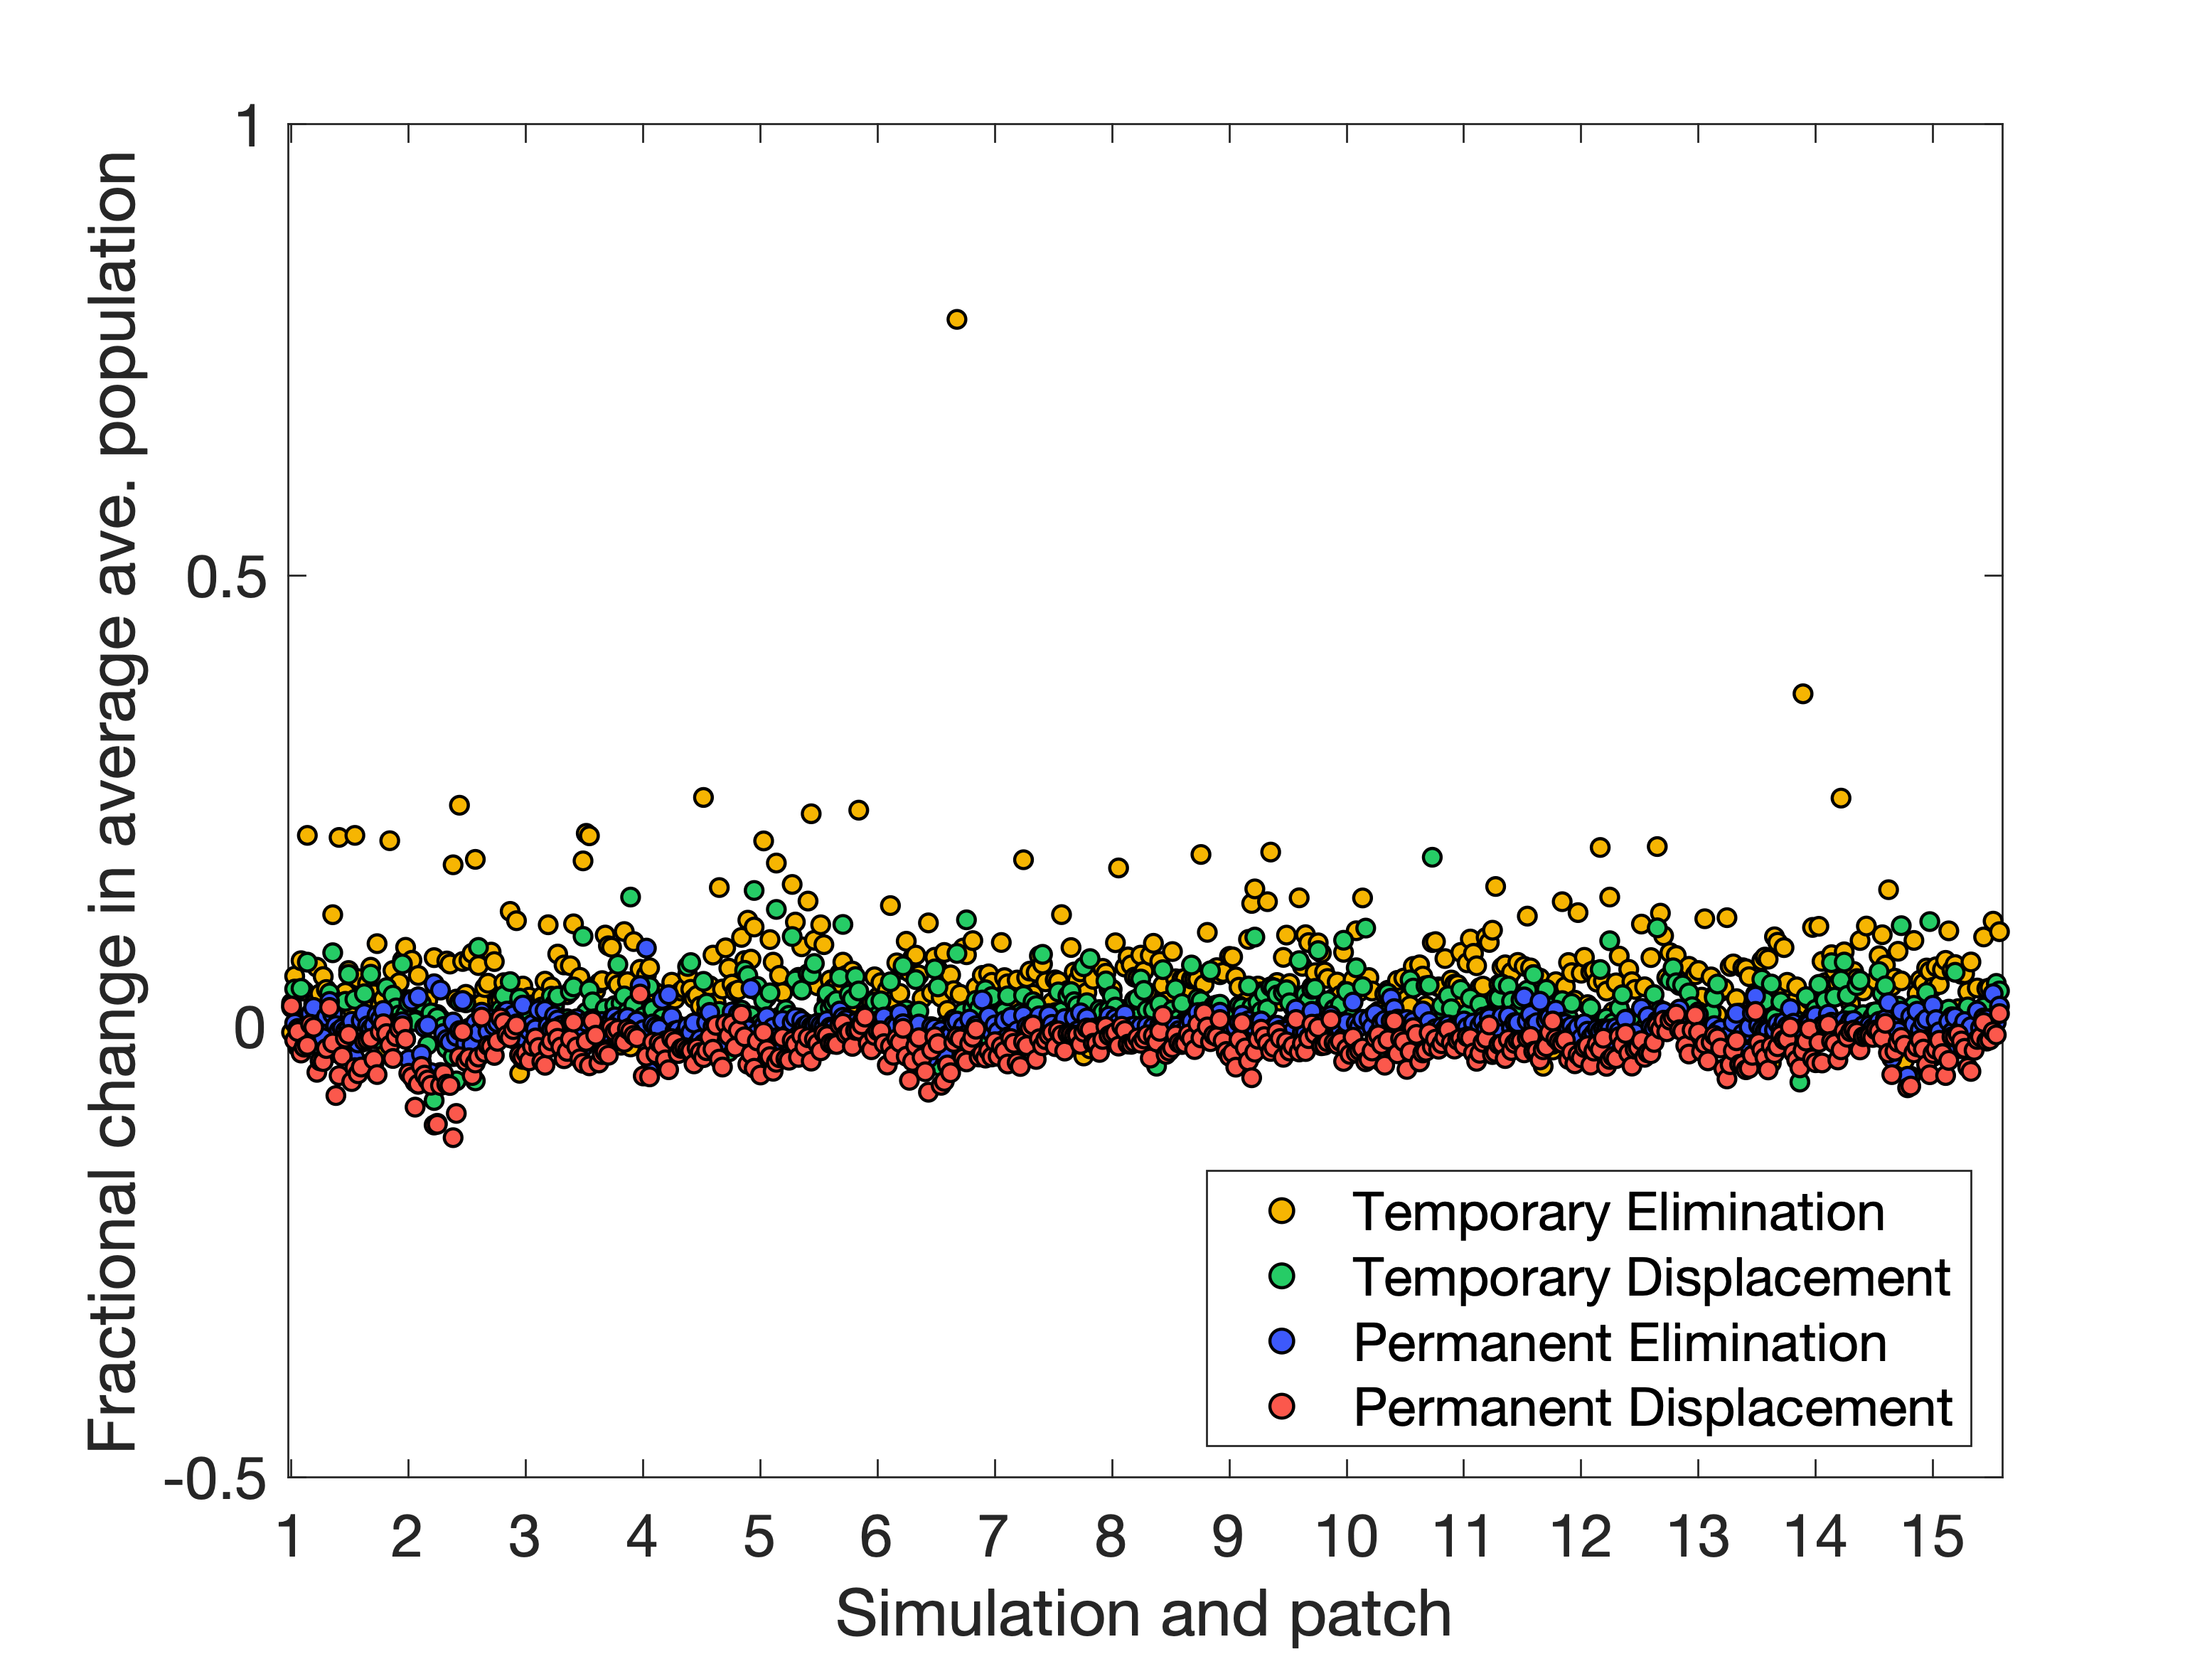 Fractional change in average ave. population
1
0.5
0
-0.5
Temporary Elimination
Temporary Displacement
Permanent Elimination
Permanent Displacement
1 2 3 4 5 6 7 8 9 10 11 12 13 14 15
Simulation and patch